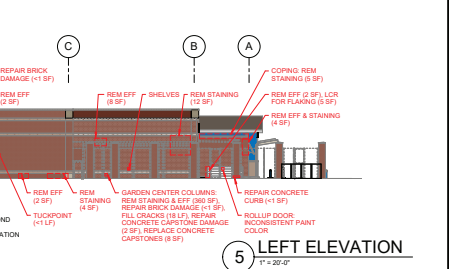 C
B
A
REPAIR BRICK
DAMAGE (<1 SF)
COPING: REM
STAINING (5 SF)
REM EFF
(2 SF)
REM EFF
(8 SF)
SHELVES
REM STAINING
(12 SF)
REM EFF (2 SF), LCR
FOR FLAKING (5 SF)
REM EFF & STAINING
(4 SF)
REM EFF
(2 SF)
REM
STAINING
(4 SF)
GARDEN CENTER COLUMNS:
REM STAINING & EFF (360 SF),
REPAIR BRICK DAMAGE (<1 SF),
FILL CRACKS (18 LF), REPAIR
CONCRETE CAPSTONE DAMAGE
(2 SF), REPLACE CONCRETE
CAPSTONES (8 SF)
REPAIR CONCRETE
CURB (<1 SF)
TUCKPOINT
(<1 LF)
ROLLUP DOOR:
INCONSISTENT PAINT
COLOR
OND
ATION
5
LEFT ELEVATION
1" = 20'-0"